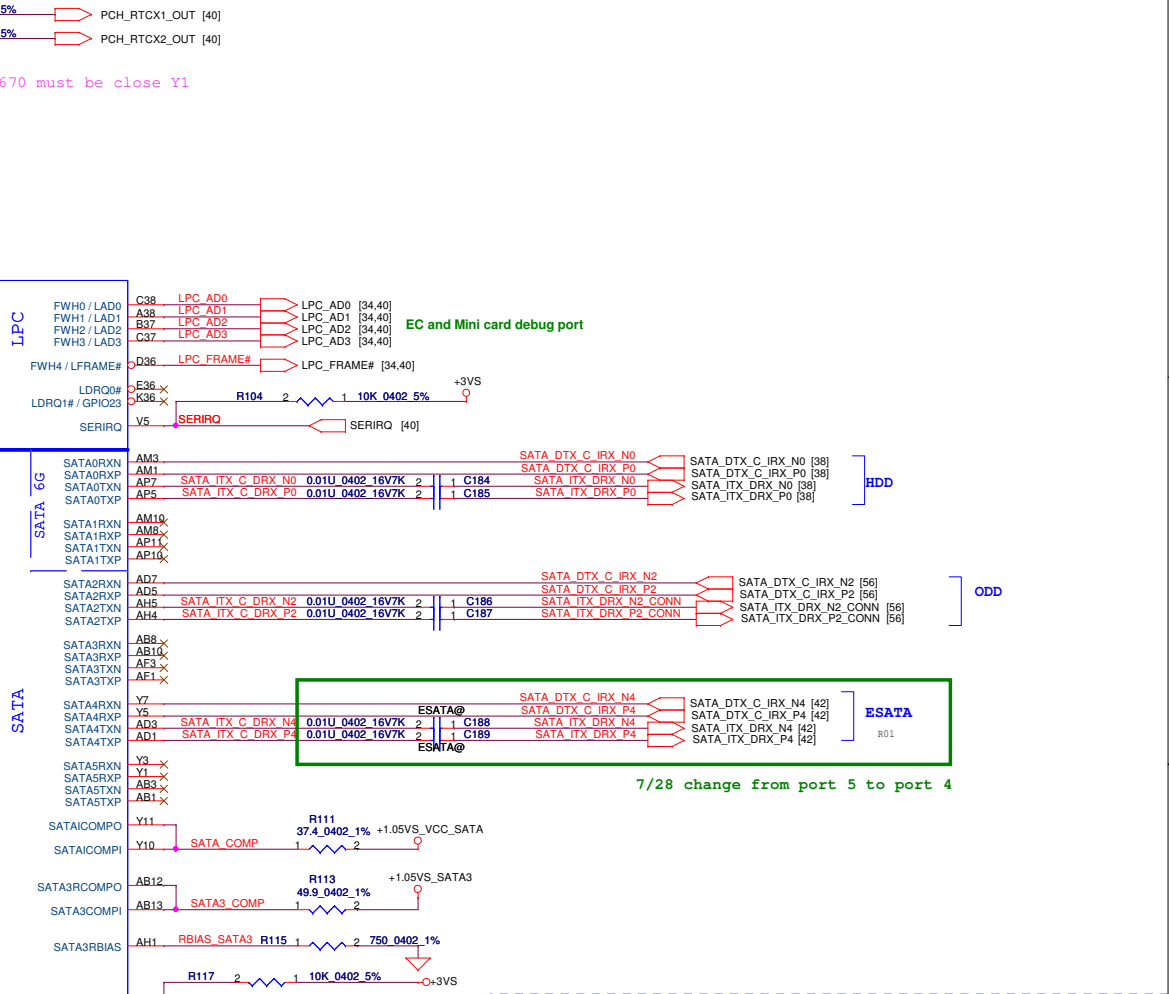 5% PCH_RTCX1_OUT [40]
5% PCH_RTCX2_OUT [40]
670 must be close Y1
LPC
FWH0 / LAD0 C38 LPC_AD0 LPC_AD0 [34,40]
FWH1 / LAD1 A38 LPC_AD1 LPC_AD1 [34,40]
FWH2 / LAD2 B37 LPC_AD2 LPC_AD2 [34,40]
FWH3 / LAD3 C37 LPC_AD3 LPC_AD3 [34,40]
EC and Mini card debug port
FWH4 / LFRAME# D36 LPC_FRAME# LPC_FRAME# [34,40]
LDRQ0# E36
LDRQ1# / GPIO23 K36
R104 2 1 10K_0402_5% +3VS
SERIRQ V5 SERIRQ SERIRQ [40]
SATA 6G
SATA0RXN AM3 SATA_DTX_C_IRX_N0 SATA_DTX_C_IRX_N0 [38]
SATA0RXP AM1 SATA_DTX_C_IRX_P0 SATA_DTX_C_IRX_P0 [38]
SATA0TXN AP7 SATA_ITX_C_DRX_N0 0.01U_0402_16V7K 2 1 C184 SATA_ITX_DRX_N0 SATA_ITX_DRX_N0 [38]
SATA0TXP AP5 SATA_ITX_C_DRX_P0 0.01U_0402_16V7K 2 1 C185 SATA_ITX_DRX_P0 SATA_ITX_DRX_P0 [38]
HDD
SATA1RXN AM10
SATA1RXP AM8
SATA1TXN AP11
SATA1TXP AP10
SATA
SATA2RXN AD7 SATA_DTX_C_IRX_N2 SATA_DTX_C_IRX_N2 [56]
SATA2RXP AD5 SATA_DTX_C_IRX_P2 SATA_DTX_C_IRX_P2 [56]
SATA2TXN AH5 SATA_ITX_C_DRX_N2 0.01U_0402_16V7K 2 1 C186 SATA_ITX_DRX_N2_CONN SATA_ITX_DRX_N2_CONN [56]
SATA2TXP AH4 SATA_ITX_C_DRX_P2 0.01U_0402_16V7K 2 1 C187 SATA_ITX_DRX_P2_CONN SATA_ITX_DRX_P2_CONN [56]
ODD
SATA3RXN AB8
SATA3RXP AB10
SATA3TXN AF3
SATA3TXP AF1
SATA4RXN Y7 SATA_DTX_C_IRX_N4 SATA_DTX_C_IRX_N4 [42]
SATA4RXP Y5 ESATA@ SATA_DTX_C_IRX_P4 SATA_DTX_C_IRX_P4 [42]
SATA4TXN AD3 SATA_ITX_C_DRX_N4 0.01U_0402_16V7K 2 1 C188 SATA_ITX_DRX_N4 SATA_ITX_DRX_N4 [42]
SATA4TXP AD1 SATA_ITX_C_DRX_P4 0.01U_0402_16V7K 2 1 C189 SATA_ITX_DRX_P4 SATA_ITX_DRX_P4 [42]
ESATA@
ESATA
R01
7/28 change from port 5 to port 4
SATA5RXN Y3
SATA5RXP Y1
SATA5TXN AB3
SATA5TXP AB1
SATAICOMPO Y11
R111
37.4_0402_1% +1.05VS_VCC_SATA
SATAICOMPI Y10 SATA_COMP 1 2
SATA3RCOMPO AB12
R113 +1.05VS_SATA3
49.9_0402_1%
SATA3COMPI AB13 SATA3_COMP 1 2
SATA3RBIAS AH1 RBIAS_SATA3 R115 1 2 750_0402_1%
R117 2 1 10K_0402_5% +3VS